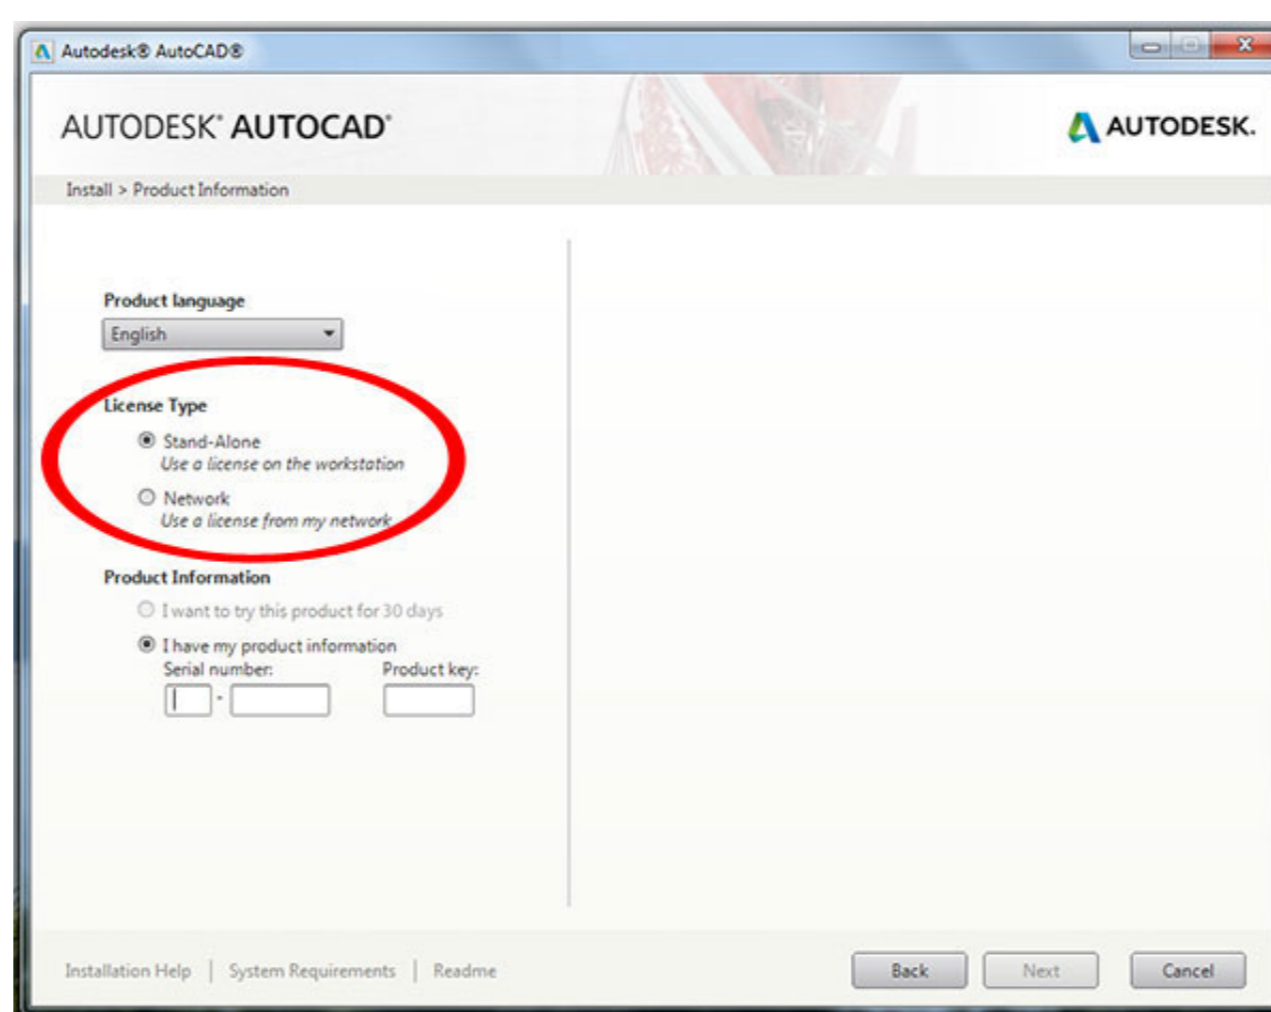 Autodesk® AutoCAD®
AUTODESK® AUTOCAD®
AUTODESK.
Install > Product Information
Product language
English
License Type
Stand-Alone
Use a license on the workstation
Network
Use a license from my network
Product Information
I want to try this product for 30 days
I have my product information
Serial number: Product key:
-
Installation Help | System Requirements | Readme
Back Next Cancel